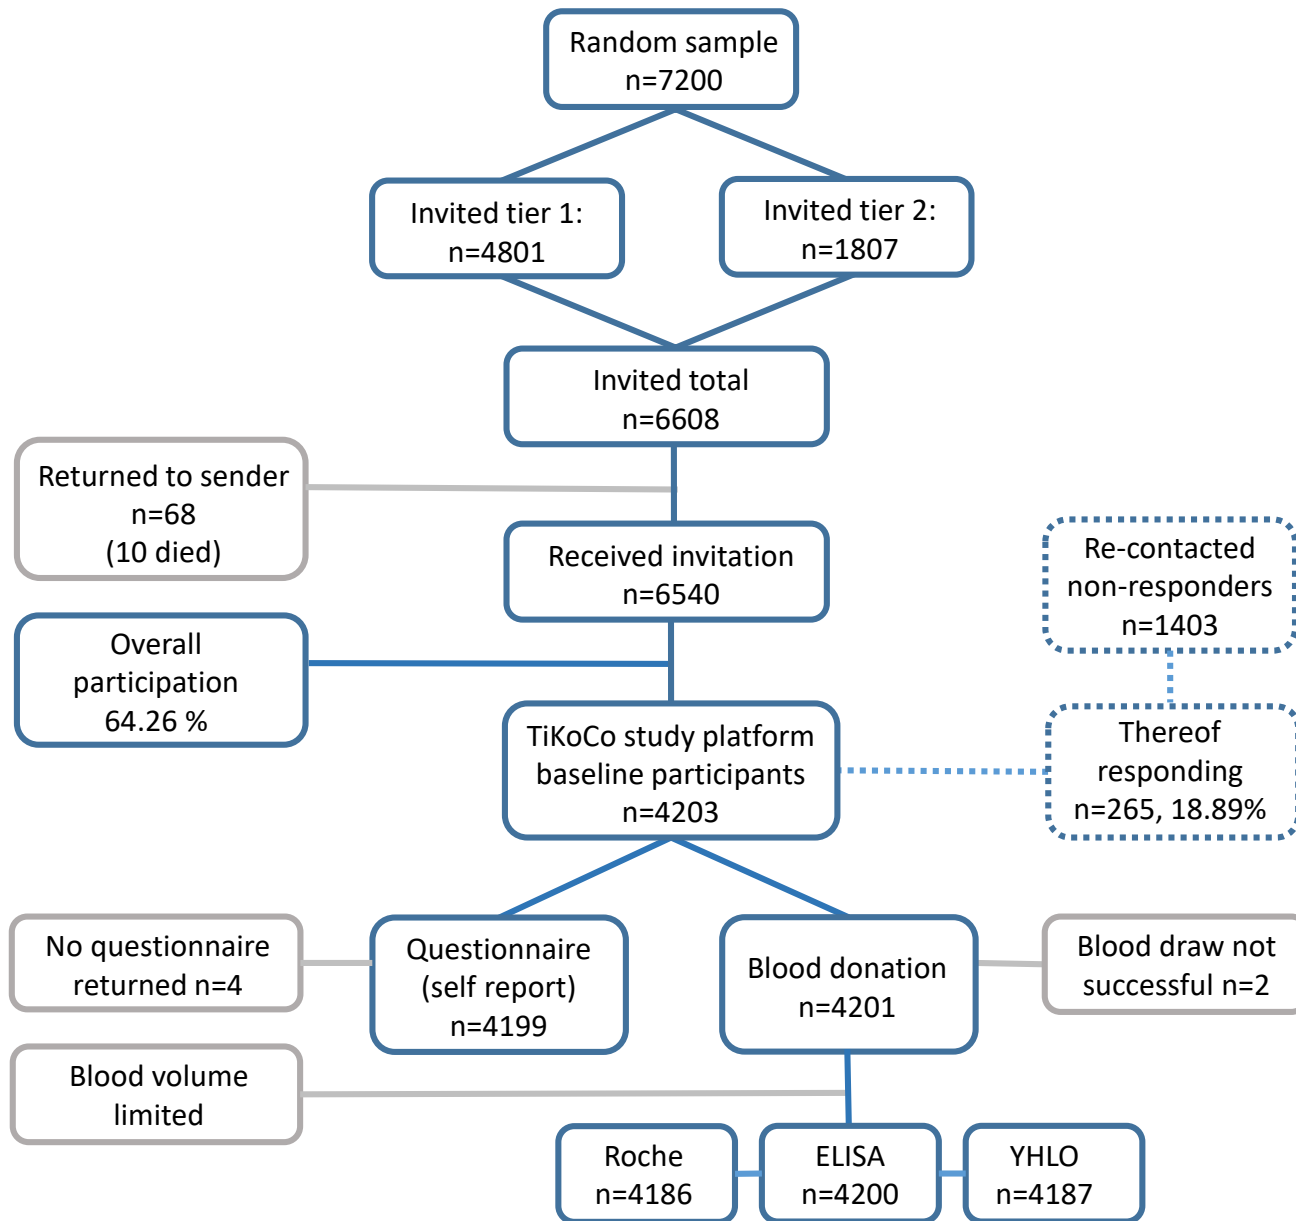 Random sample
n=7200
Invited tier 1:
n=4801
Invited tier 2:
n=1807
Invited total
n=6608
Returned to sender
n=68
(10 died)
Received invitation
n=6540
Re-contacted
non-responders
n=1403
Overall
participation
64.26 %
TiKoCo study platform
baseline participants
n=4203
Thereof
responding
n=265, 18.89%
No questionnaire
returned n=4
Questionnaire
(self report)
n=4199
Blood donation
n=4201
Blood draw not
successful n=2
Blood volume
limited
Roche
n=4186
ELISA
n=4200
YHLO
n=4187